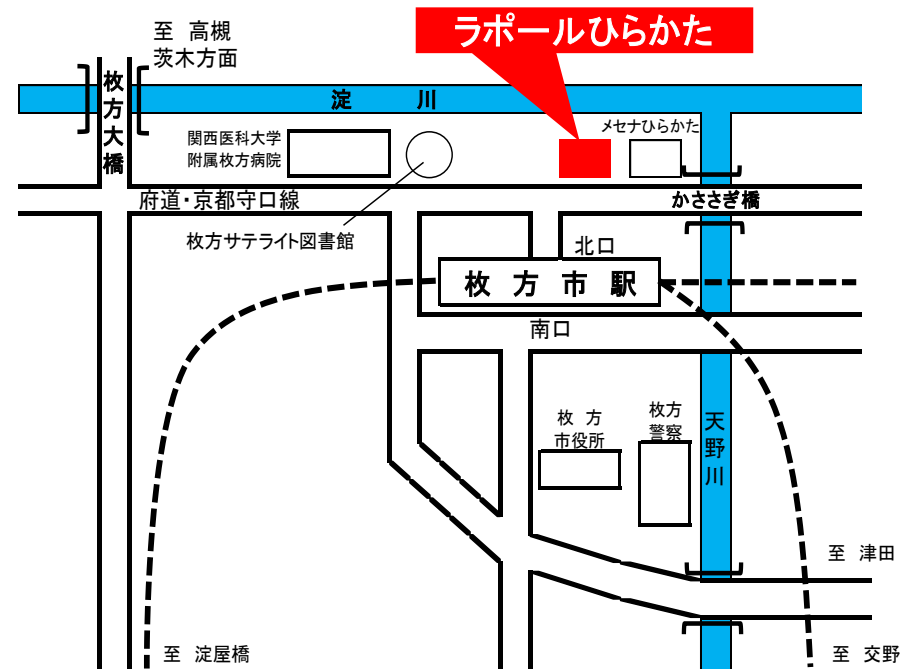 ラポールひらかた
至 高槻
茨木方面
枚方大橋
淀 川
関西医科大学
附属枚方病院
メセナひらかた
府道・京都守口線
かささぎ橋
枚方サテライト図書館
北口
枚方市駅
南口
枚方
市役所
枚方
警察
天野川
至 津田
至 淀屋橋
至 交野